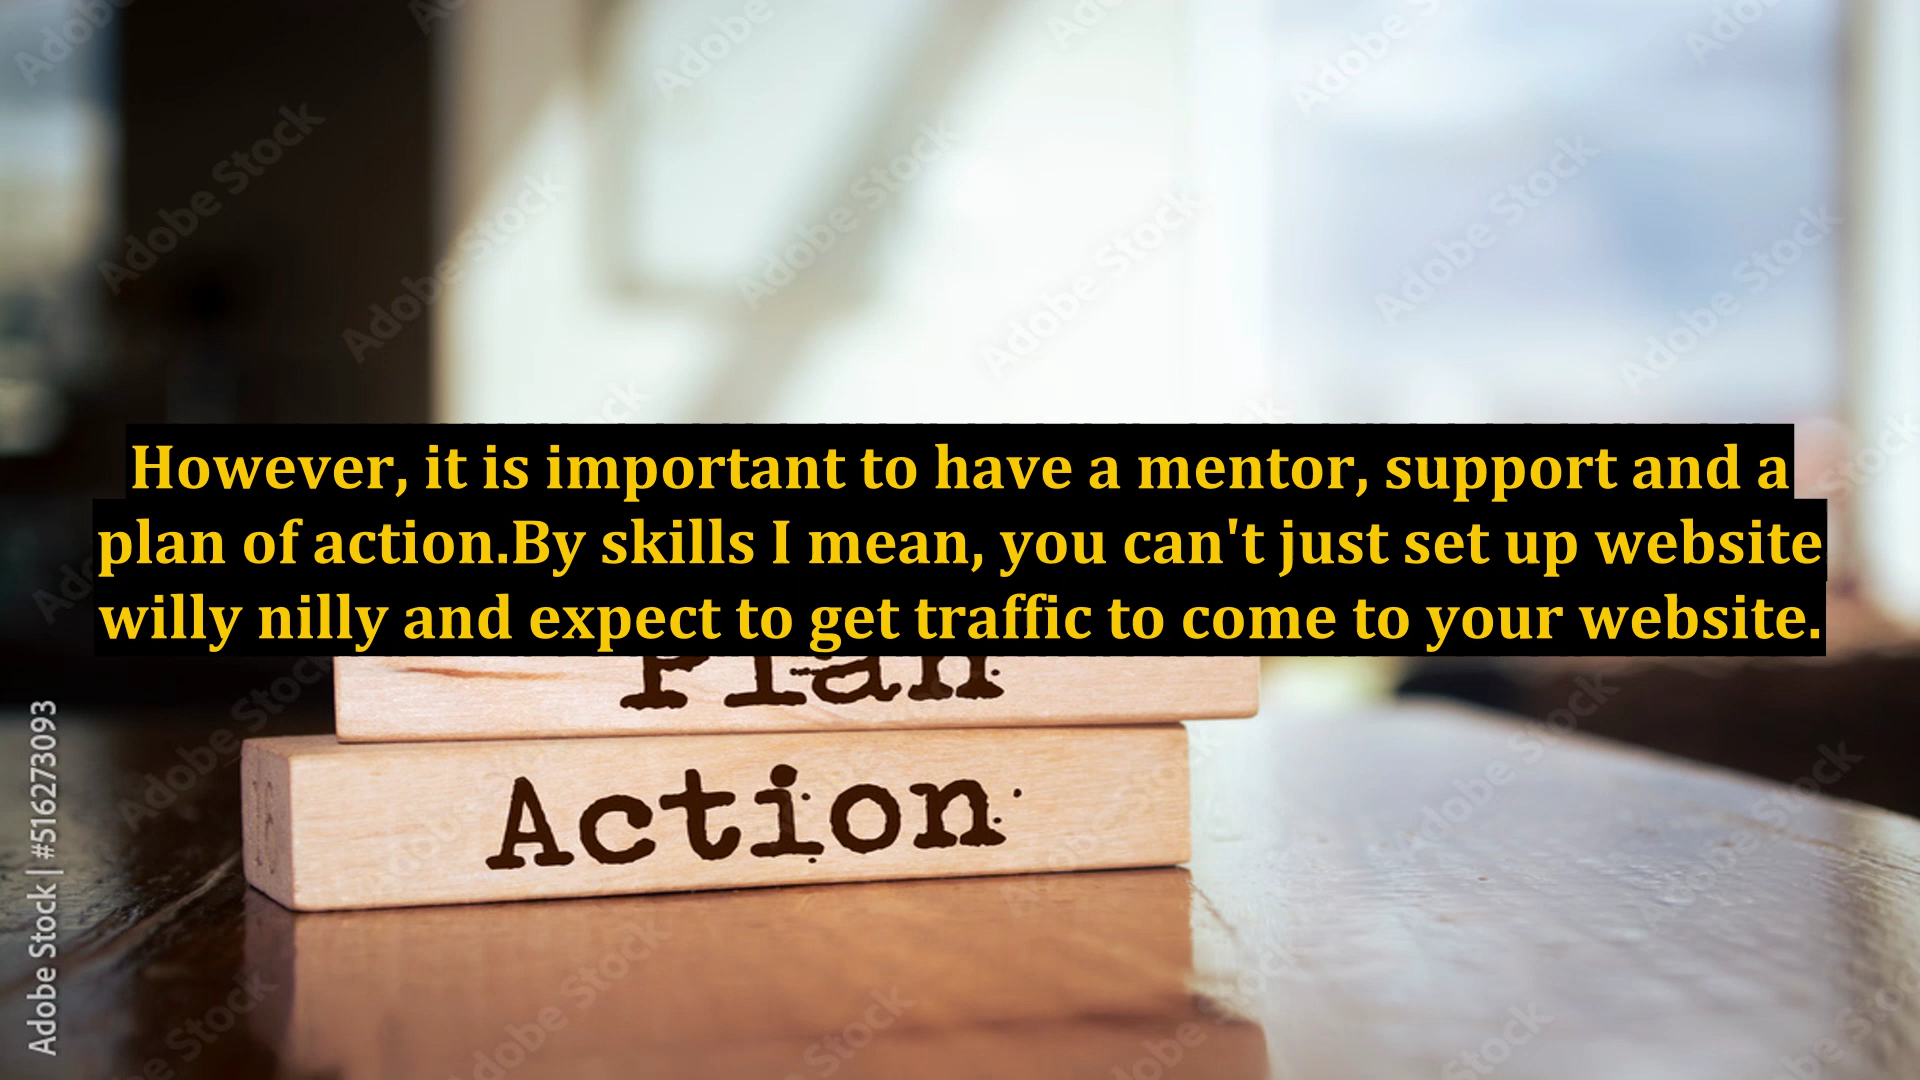 However, it is important to have a mentor, support and a
plan of action.By skills I mean, you can't just set up website
willy nilly and expect to get traffic to come to your website.
Plan
Action
Adobe Stock | #516273093